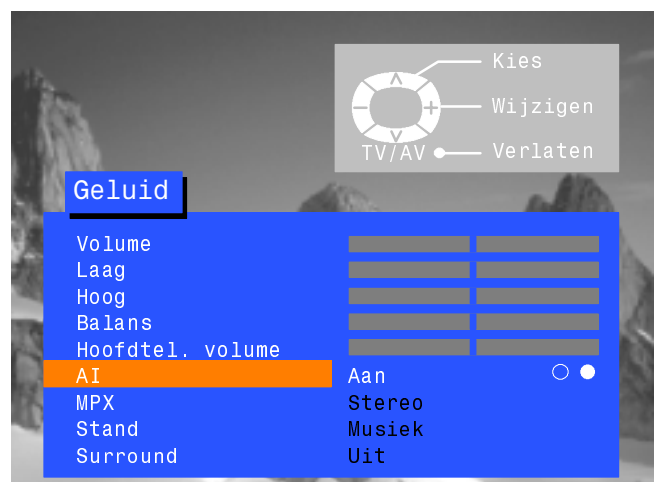 Kies
Wijzigen
TV/AV Verlaten
Geluid
Volume
Laag
Hoog
Balans
Hoofdtel. volume
AI Aan
MPX Stereo
Stand Musiek
Surround Uit